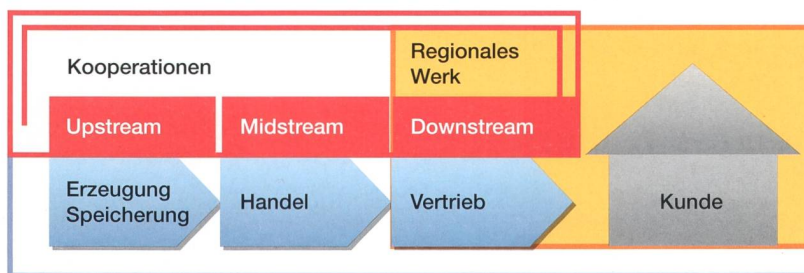 Kooperationen
Regionales
Werk
Upstream
Midstream
Downstream
Erzeugung
Speicherung
Handel
Vertrieb
Kunde